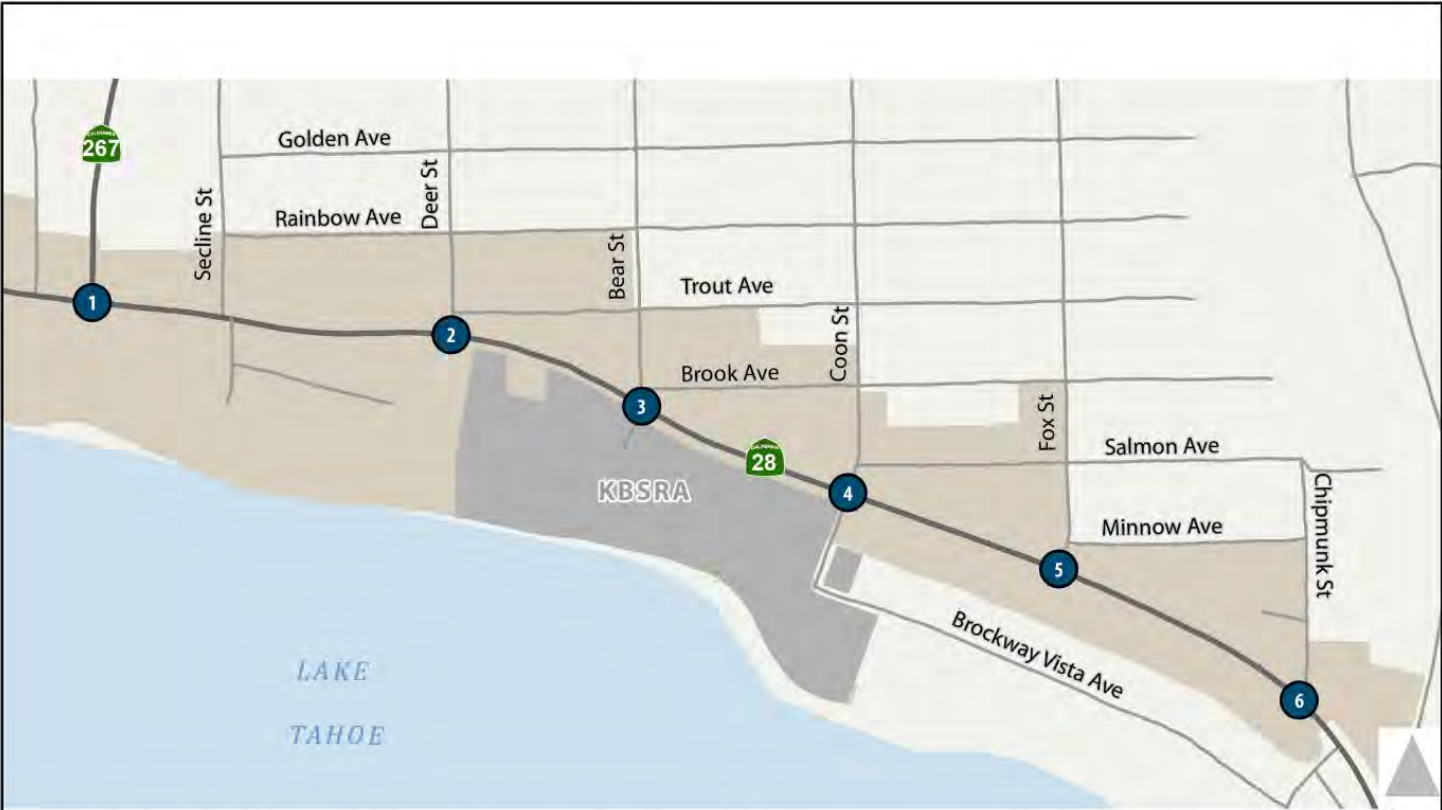 Golden Ave
CALIFORNIA
267
Deer St
Secline St
Rainbow Ave
Bear St
Trout Ave
1
Coon St
2
Brook Ave
3
Fox St
Salmon Ave
CALIFORNIA
28
KBSRA
4
Chipmunk St
Minnow Ave
5
Brockway Vista Ave
LAKE
TAHOE
6